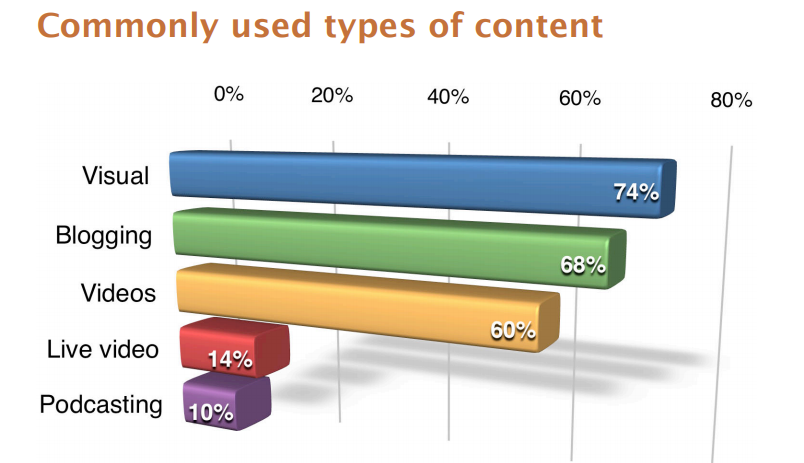 Commonly used types of content
0% 20% 40% 60% 80%
Visual 74%
Blogging 68%
Videos 60%
Live video 14%
Podcasting 10%